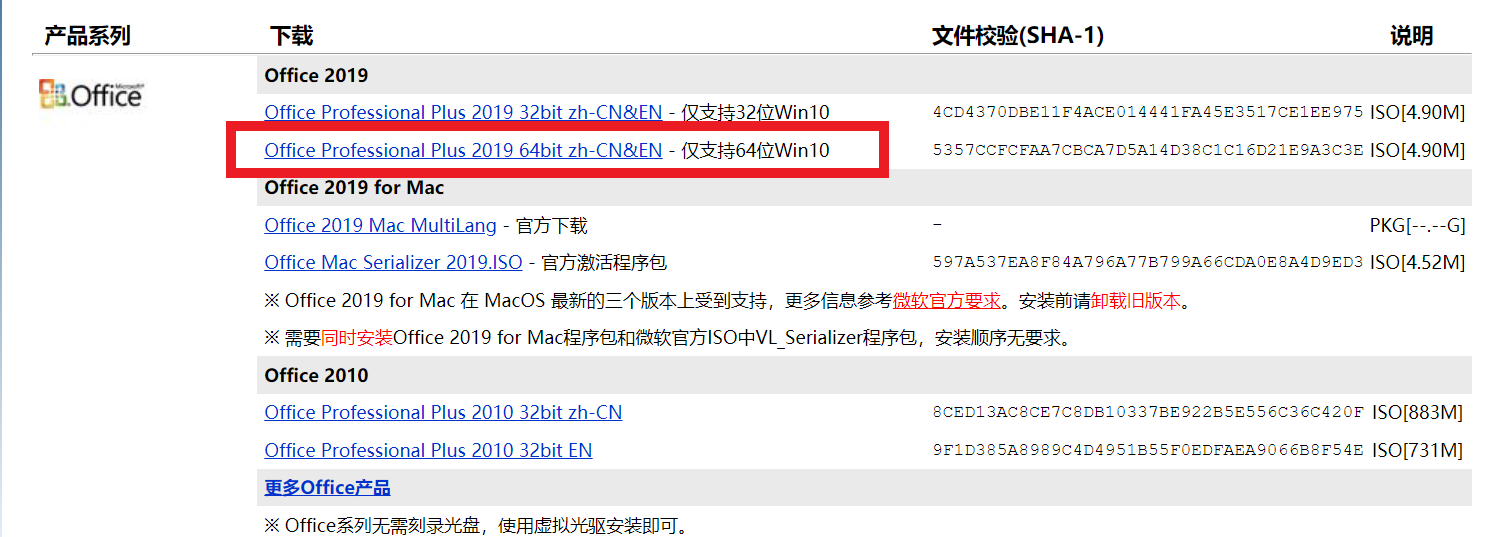 产品系列 下载 文件校验(SHA-1) 说明
Microsoft Office
Office 2019
Office Professional Plus 2019 32bit zh-CN&EN - 仅支持32位Win10 4CD4370DBE11F4ACE014441FA45E3517CE1EE975 ISO[4.90M]
Office Professional Plus 2019 64bit zh-CN&EN - 仅支持64位Win10 5357CCFCFAA7CBCA7D5A14D38C1C16D21E9A3C3E ISO[4.90M]
Office 2019 for Mac
Office 2019 Mac MultiLang - 官方下载 - PKG[--.--G]
Office Mac Serializer 2019.ISO - 官方激活程序包 597A537EA8F84A796A77B799A66CDA0E8A4D9ED3 ISO[4.52M]
※ Office 2019 for Mac 在 MacOS 最新的三个版本上受到支持，更多信息参考微软官方要求。安装前请卸载旧版本。
※ 需要同时安装Office 2019 for Mac程序包和微软官方ISO中VL_Serializer程序包，安装顺序无要求。
Office 2010
Office Professional Plus 2010 32bit zh-CN 8CED13AC8CE7C8DB10337BE922B5E556C36C420F ISO[883M]
Office Professional Plus 2010 32bit EN 9F1D385A8989C4D4951B55F0EDFAEA9066B8F54E ISO[731M]
更多Office产品
※ Office系列无需刻录光盘，使用虚拟光驱安装即可。